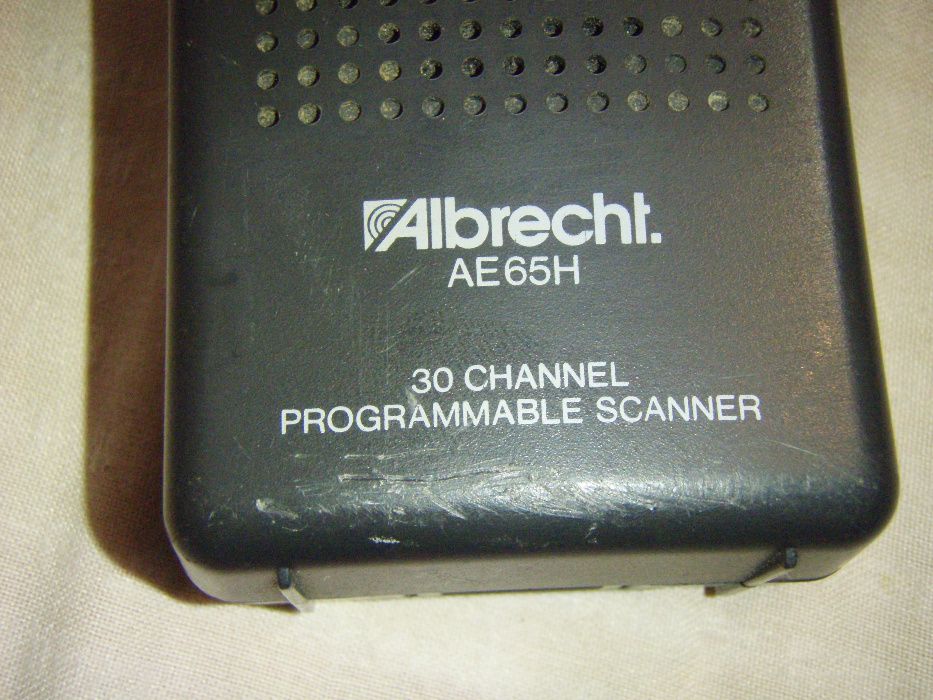 Albrecht.
AE65H
30 CHANNEL
PROGRAMMABLE SCANNER